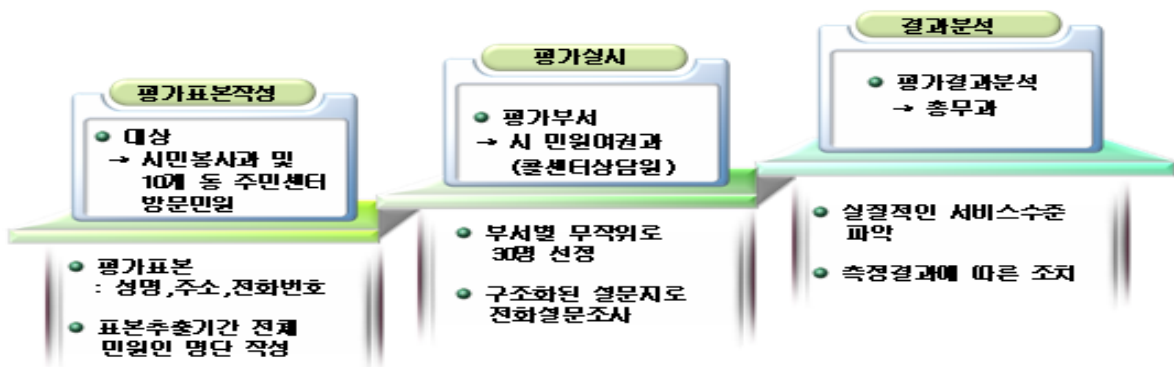 평가표본작성
● 대상
→ 시민봉사과 및
10개 동 주민센터
방문민원
● 평가표본
: 성명,주소,전화번호
● 표본추출기간 전체
민원인 명단 작성
평가실시
● 평가부서
→ 시 민원여권과
(콜센터상담원)
● 부서별 무작위로
30명 선정
● 구조화된 설문지로
전화설문조사
결과분석
● 평가결과분석
→ 총무과
● 실질적인 서비스수준
파악
● 측정결과에 따른 조치